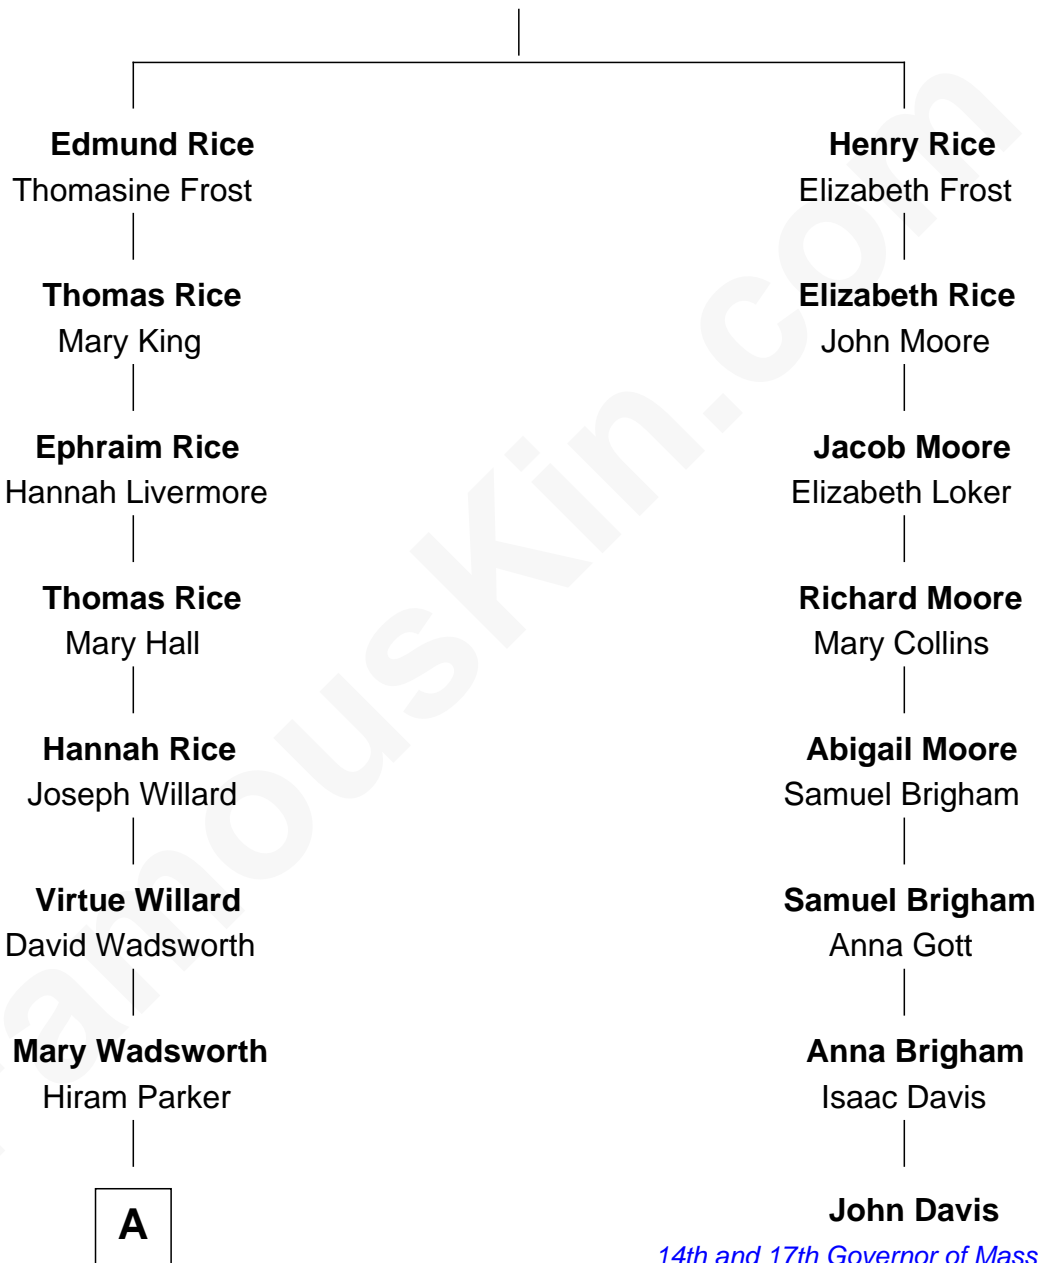 Edmund Rice
Thomasine Frost
Henry Rice
Elizabeth Frost
Thomas Rice
Mary King
Elizabeth Rice
John Moore
Ephraim Rice
Hannah Livermore
Jacob Moore
Elizabeth Loker
Thomas Rice
Mary Hall
Richard Moore
Mary Collins
Hannah Rice
Joseph Willard
Abigail Moore
Samuel Brigham
Virtue Willard
David Wadsworth
Samuel Brigham
Anna Gott
Mary Wadsworth
Hiram Parker
Anna Brigham
Isaac Davis
A
John Davis
14th and 17th Governor of Mass
FamousKin.com